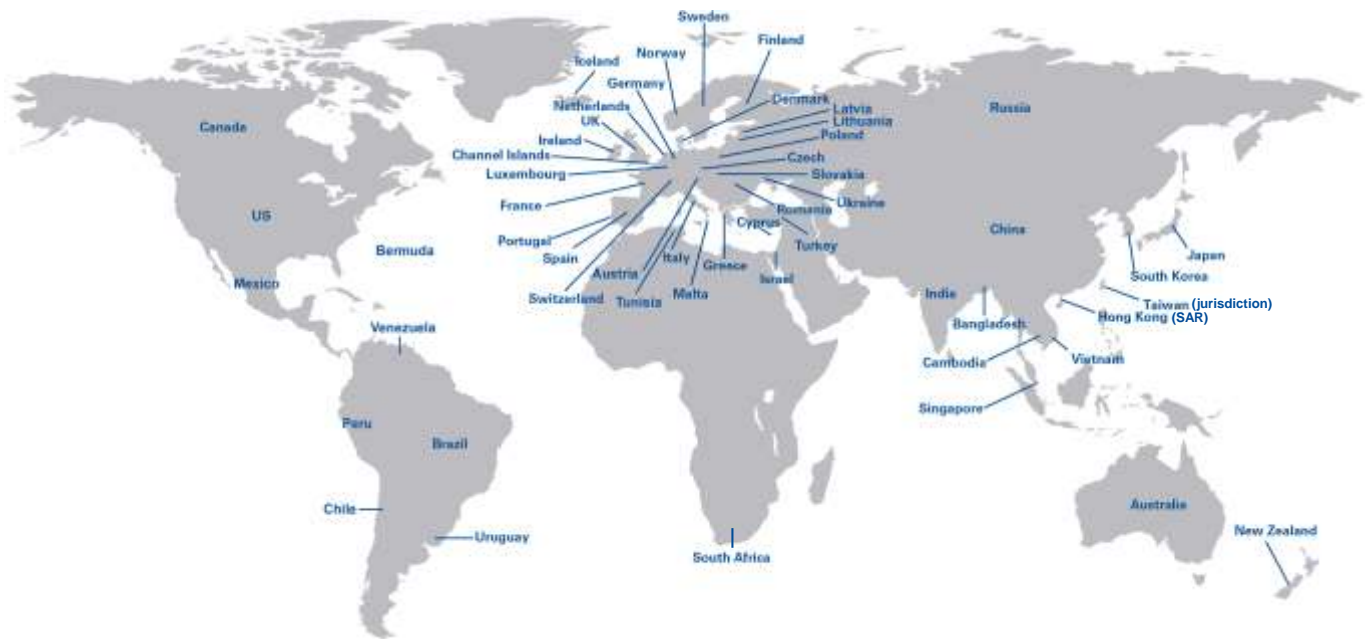 Sweden
Norway
Finland
Iceland
Germany
Netherlands
UK
Ireland
Channel Islands
Luxembourg
France
Portugal
Spain
Switzerland
Austria
Tunisia
Italy
Malta
Greece
Cyprus
Israel
Turkey
Romania
Ukraine
Slovakia
Czech
Poland
Lithuania
Latvia
Denmark
Russia
Canada
US
Bermuda
Mexico
Venezuela
Peru
Brazil
Chile
Uruguay
South Africa
China
Japan
South Korea
India
Taiwan (jurisdiction)
Hong Kong (SAR)
Bangladesh
Cambodia
Vietnam
Singapore
Australia
New Zealand